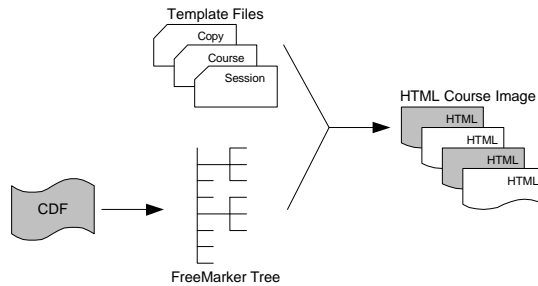 Template Files
Copy
Course
Session
HTML Course Image
HTML
HTML
HTML
HTML
CDF
FreeMarker Tree